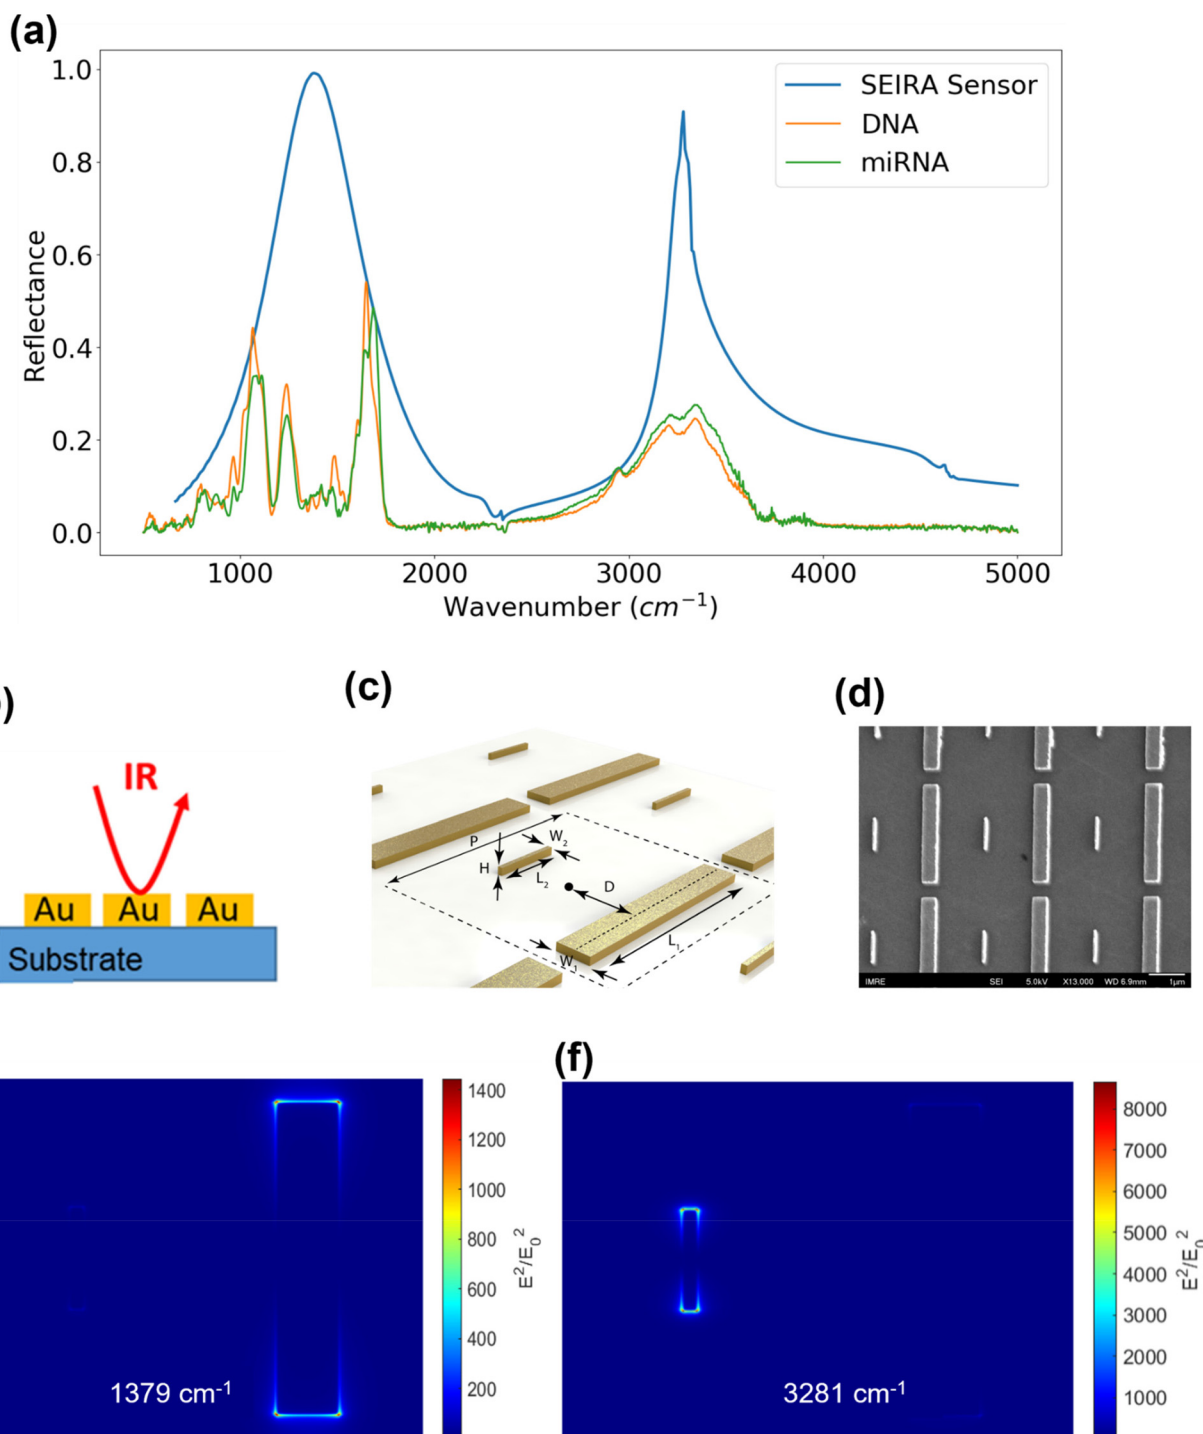 (a)
1.0
0.8
0.6
0.4
0.2
0.0
Reflectance
SEIRA Sensor
DNA
miRNA
1000 2000 3000 4000 5000
Wavenumber (cm⁻¹)
)
IR
Au Au Au
Substrate
(c)
P
W₂
H
L₂
D
L₁
W₁
(d)
IMRE SEI 5.0kV X13,000 WD 6.9mm 1μm
1379 cm⁻¹
1400
1200
1000
800
600
400
200
E²/E₀²
(f)
3281 cm⁻¹
8000
7000
6000
5000
4000
3000
2000
1000
E²/E₀²